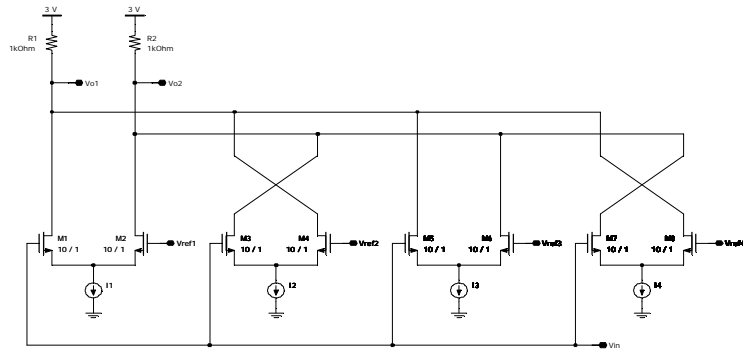 3 V
3 V
R1
1kOhm
R2
1kOhm
Vo1
Vo2
M1
10 / 1
M2
10 / 1
Vref1
M3
10 / 1
M4
10 / 1
Vref2
M5
10 / 1
M6
10 / 1
Vref3
M7
10 / 1
M8
10 / 1
Vref4
I1
I2
I3
I4
Vin